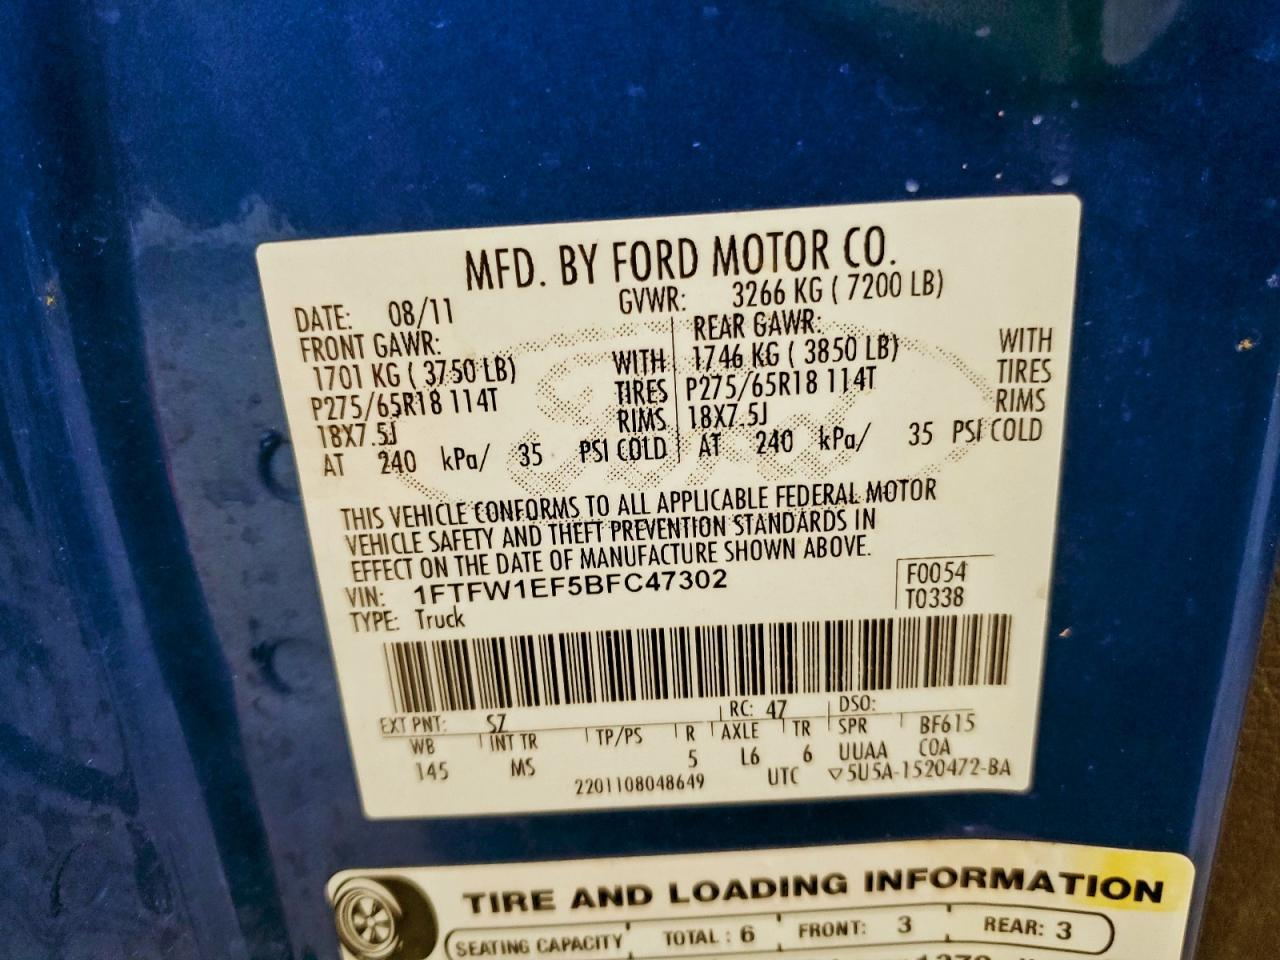 MFD. BY FORD MOTOR CO.
DATE: 08/11 GVWR: 3266 KG ( 7200 LB)
FRONT GAWR: REAR GAWR:
1701 KG ( 3750 LB) WITH 1746 KG ( 3850 LB) WITH
P275/65R18 114T TIRES P275/65R18 114T TIRES
18X7.5J RIMS 18X7.5J RIMS
AT 240 kPa/ 35 PSI COLD AT 240 kPa/ 35 PSI COLD
THIS VEHICLE CONFORMS TO ALL APPLICABLE FEDERAL MOTOR
VEHICLE SAFETY AND THEFT PREVENTION STANDARDS IN
EFFECT ON THE DATE OF MANUFACTURE SHOWN ABOVE.
VIN: 1FTFW1EF5BFC47302 F0054
TYPE: Truck T0338
EXT PNT: SZ RC: 47 DSO:
WB INT TR TP/PS R AXLE TR SPR BF615
145 MS 5 L6 6 UUAA COA
2201108048649 UTC ▽5U5A-1520472-BA
TIRE AND LOADING INFORMATION
SEATING CAPACITY TOTAL : 6 FRONT: 3 REAR: 3